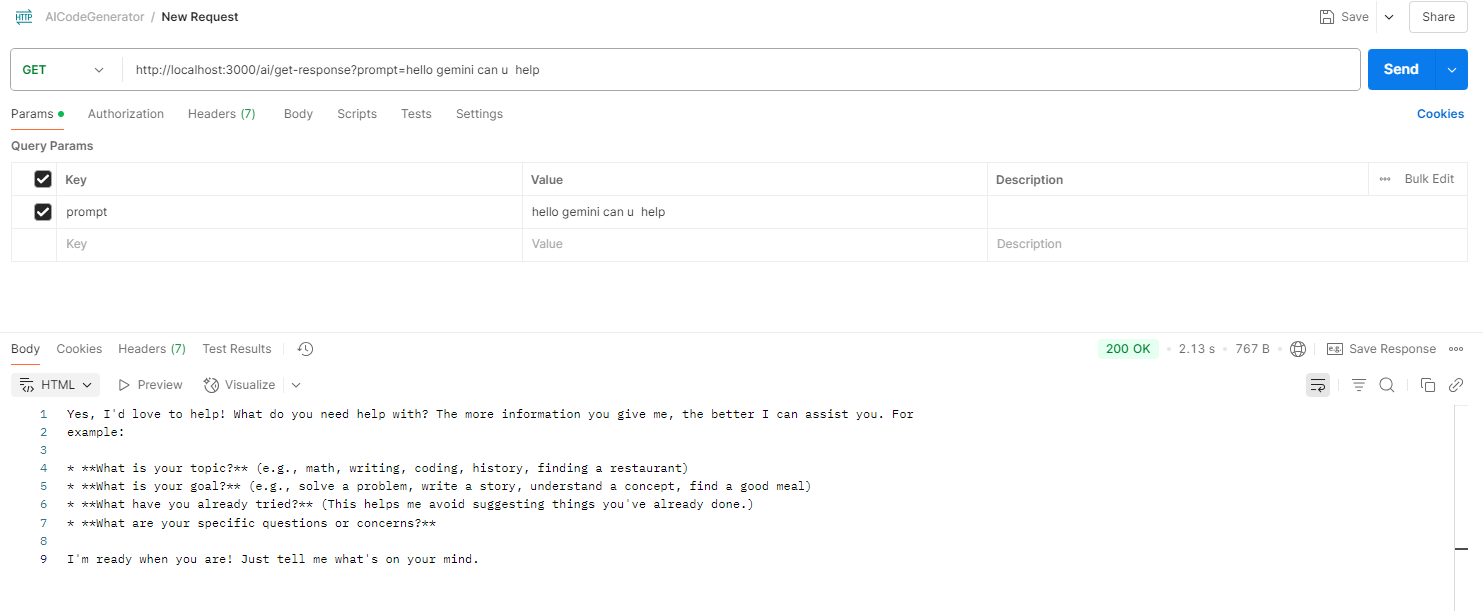 HTTP AICodeGenerator / New Request Save Share
GET http://localhost:3000/ai/get-response?prompt=hello gemini can u  help Send
Params Authorization Headers (7) Body Scripts Tests Settings Cookies
Query Params
Key Value Description Bulk Edit
prompt hello gemini can u  help
Key Value Description
Body Cookies Headers (7) Test Results 200 OK 2.13 s 767 B e.g. Save Response
HTML Preview Visualize
1 Yes, I'd love to help! What do you need help with? The more information you give me, the better I can assist you. For
2 example:
3
4 * **What is your topic?** (e.g., math, writing, coding, history, finding a restaurant)
5 * **What is your goal?** (e.g., solve a problem, write a story, understand a concept, find a good meal)
6 * **What have you already tried?** (This helps me avoid suggesting things you've already done.)
7 * **What are your specific questions or concerns?**
8
9 I'm ready when you are! Just tell me what's on your mind.